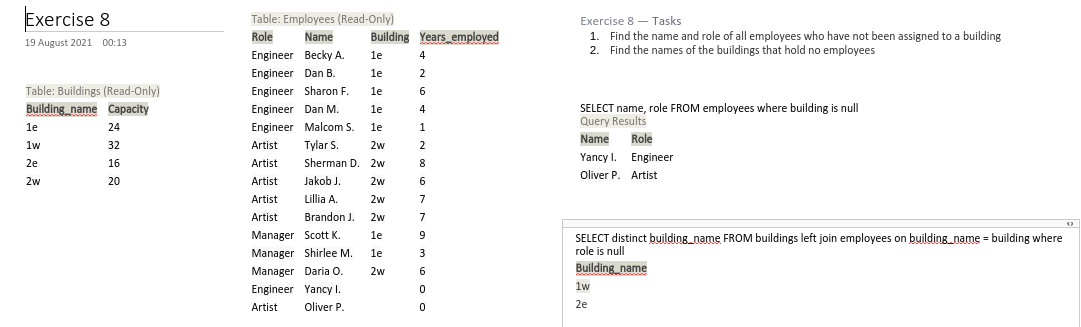 Exercise 8
19 August 2021 00:13
Table: Buildings (Read-Only)
Building_name Capacity
1e 24
1w 32
2e 16
2w 20
Table: Employees (Read-Only)
Role Name Building Years_employed
Engineer Becky A. 1e 4
Engineer Dan B. 1e 2
Engineer Sharon F. 1e 6
Engineer Dan M. 1e 4
Engineer Malcom S. 1e 1
Artist Tylar S. 2w 2
Artist Sherman D. 2w 8
Artist Jakob J. 2w 6
Artist Lillia A. 2w 7
Artist Brandon J. 2w 7
Manager Scott K. 1e 9
Manager Shirlee M. 1e 3
Manager Daria O. 2w 6
Engineer Yancy I. 0
Artist Oliver P. 0
Exercise 8 — Tasks
1. Find the name and role of all employees who have not been assigned to a building
2. Find the names of the buildings that hold no employees
SELECT name, role FROM employees where building is null
Query Results
Name Role
Yancy I. Engineer
Oliver P. Artist
SELECT distinct building_name FROM buildings left join employees on building_name = building where
role is null
Building_name
1w
2e